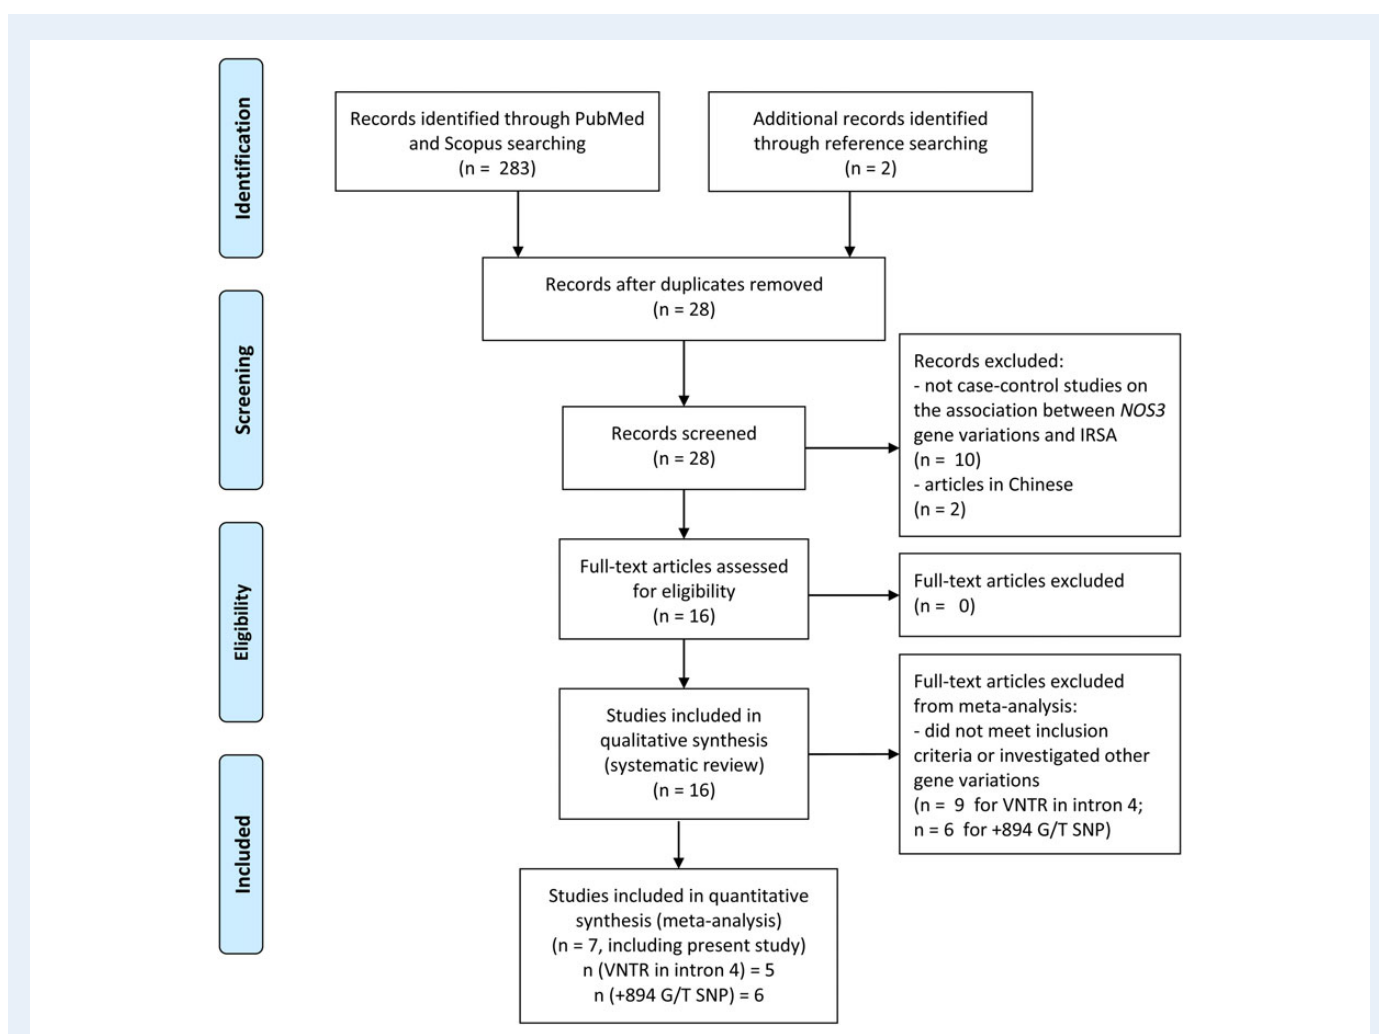 Identification
Records identified through PubMed
and Scopus searching
(n = 283)
Additional records identified
through reference searching
(n = 2)
Records after duplicates removed
(n = 28)
Screening
Records screened
(n = 28)
Records excluded:
- not case-control studies on
the association between NOS3
gene variations and IRSA
(n = 10)
- articles in Chinese
(n = 2)
Eligibility
Full-text articles assessed
for eligibility
(n = 16)
Full-text articles excluded
(n = 0)
Studies included in
qualitative synthesis
(systematic review)
(n = 16)
Full-text articles excluded
from meta-analysis:
- did not meet inclusion
criteria or investigated other
gene variations
(n = 9 for VNTR in intron 4;
n = 6 for +894 G/T SNP)
Included
Studies included in quantitative
synthesis (meta-analysis)
(n = 7, including present study)
n (VNTR in intron 4) = 5
n (+894 G/T SNP) = 6